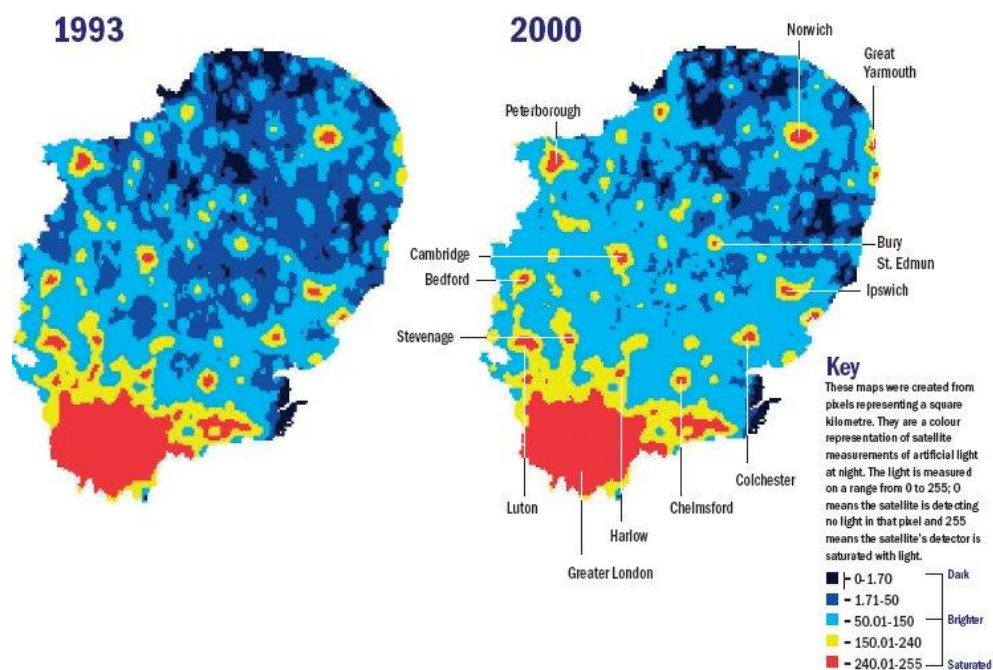 1993
2000
Norwich
Great
Yarmouth
Peterborough
Cambridge
Bedford
Stevenage
Bury
St. Edmun
Ipswich
Colchester
Chelmsford
Luton
Harlow
Greater London
Key
These maps were created from
pixels representing a square
kilometre. They are a colour
representation of satellite
measurements of artificial light
at night. The light is measured
on a range from 0 to 255; 0
means the satellite is detecting
no light in that pixel and 255
means the satellite's detector is
saturated with light.
- 0-1.70 Dark
- 1.71-50
- 50.01-150 Brighter
- 150.01-240
- 240.01-255 Saturated